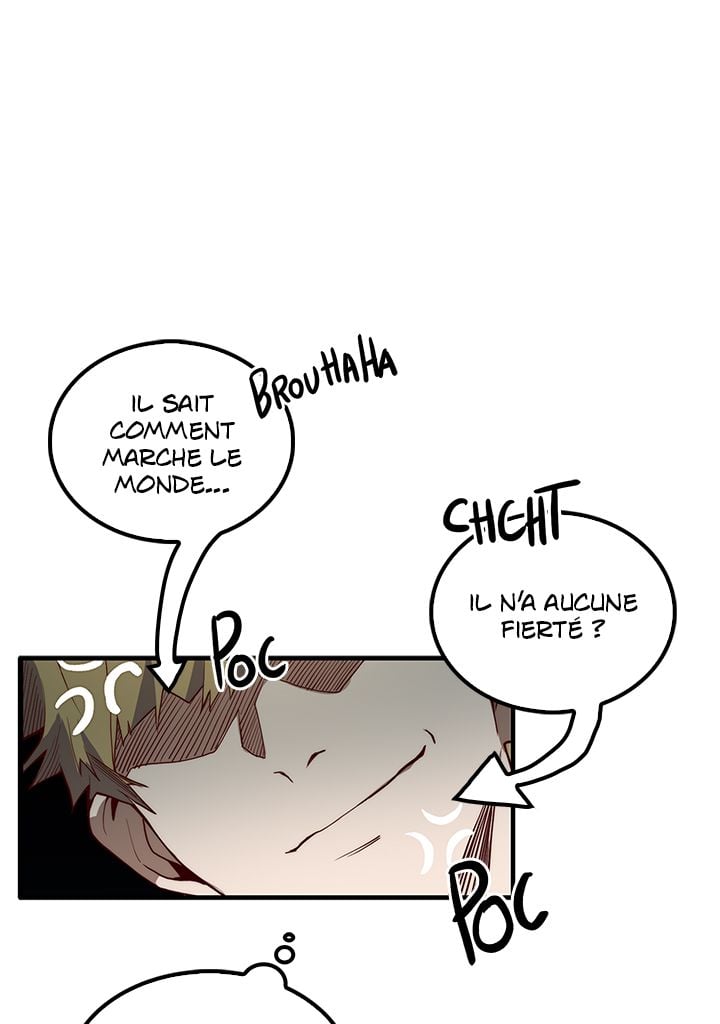 BROUHAHA
IL SAIT
COMMENT
MARCHE LE
MONDE...
CHCHT
IL N'A AUCUNE
FIERTÉ ?
POC
POC